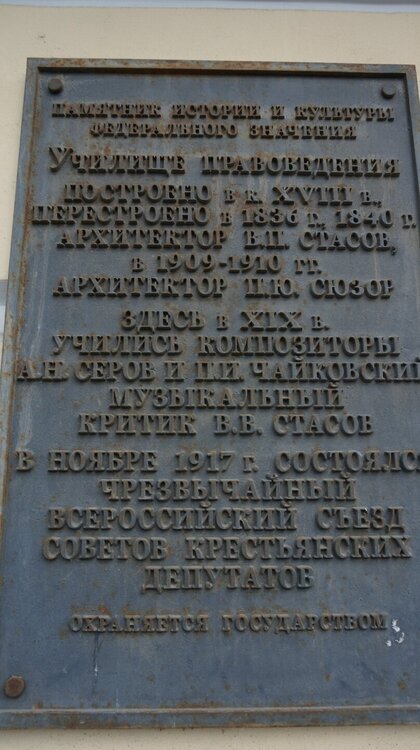 ПАМЯТНИК ИСТОРИИ И КУЛЬТУРЫ
ФЕДЕРАЛЬНОГО ЗНАЧЕНИЯ
УЧИЛИЩЕ ПРАВОВЕДЕНИЯ
ПОСТРОЕНО в к. XVIII в.,
ПЕРЕСТРОЕНО в 1836 г., 1840 г.
АРХИТЕКТОР В.П. СТАСОВ,
в 1909-1910 гг.
АРХИТЕКТОР П.Ю. СЮЗОР
ЗДЕСЬ в XIX в.
УЧИЛИСЬ КОМПОЗИТОРЫ
А.Н. СЕРОВ И П.И. ЧАЙКОВСКИЙ
МУЗЫКАЛЬНЫЙ
КРИТИК В.В. СТАСОВ
В НОЯБРЕ 1917 г. СОСТОЯЛСЯ
ЧРЕЗВЫЧАЙНЫЙ
ВСЕРОССИЙСКИЙ СЪЕЗД
СОВЕТОВ КРЕСТЬЯНСКИХ
ДЕПУТАТОВ
ОХРАНЯЕТСЯ ГОСУДАРСТВОМ